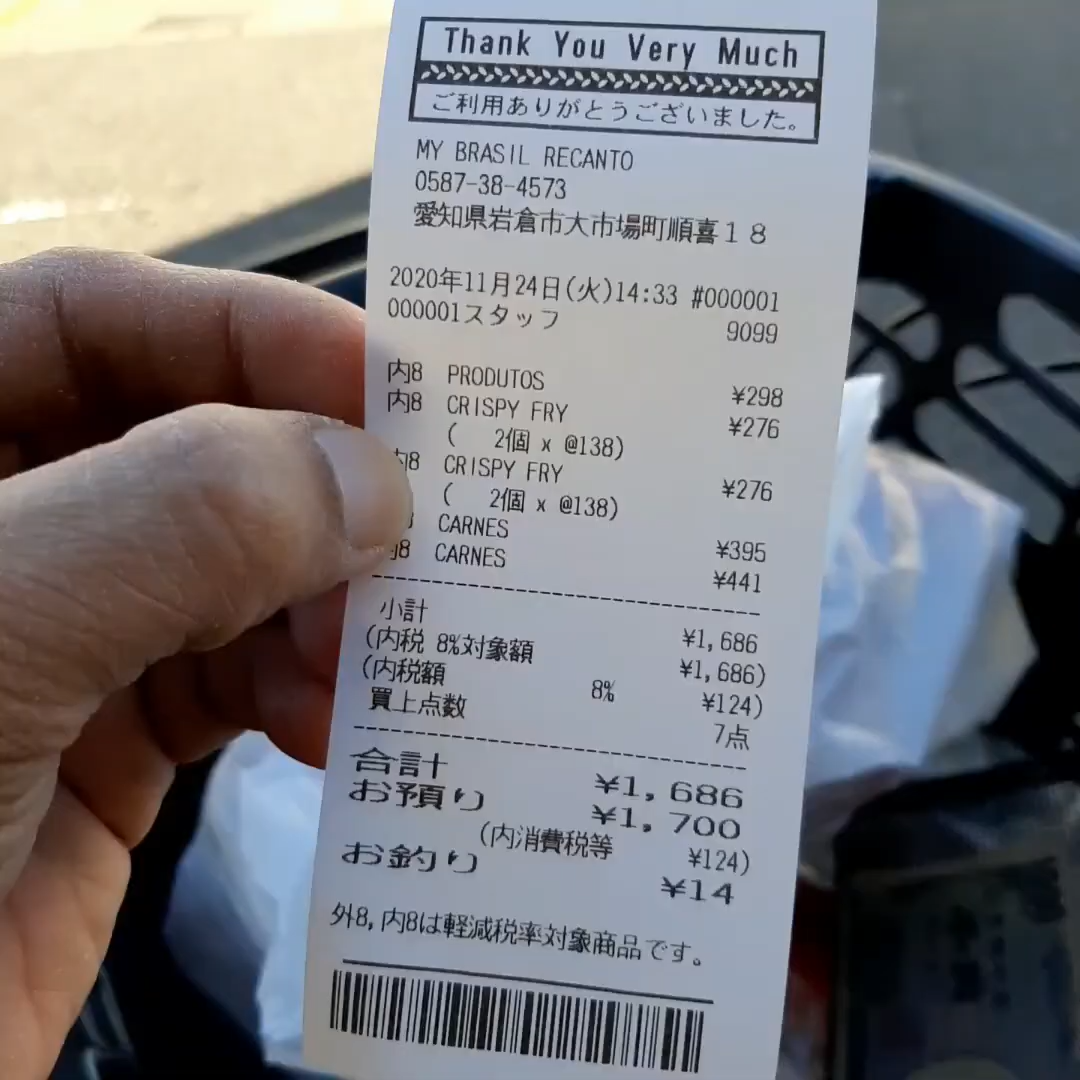 Thank You Very Much
ご利用ありがとうございました。
MY BRASIL RECANTO
0587-38-4573
愛知県岩倉市大市場町順喜18
2020年11月24日(火)14:33 #000001
000001スタッフ 9099
内8 PRODUTOS ¥298
内8 CRISPY FRY ¥276
( 2個 x @138)
内8 CRISPY FRY ¥276
( 2個 x @138)
8 CARNES ¥395
内8 CARNES ¥441
小計 ¥1,686
(内税 8%対象額 ¥1,686)
(内税額 8% ¥124)
買上点数 7点
合計 ¥1,686
お預り ¥1,700
(内消費税等 ¥124)
お釣り ¥14
外8,内8は軽減税率対象商品です。